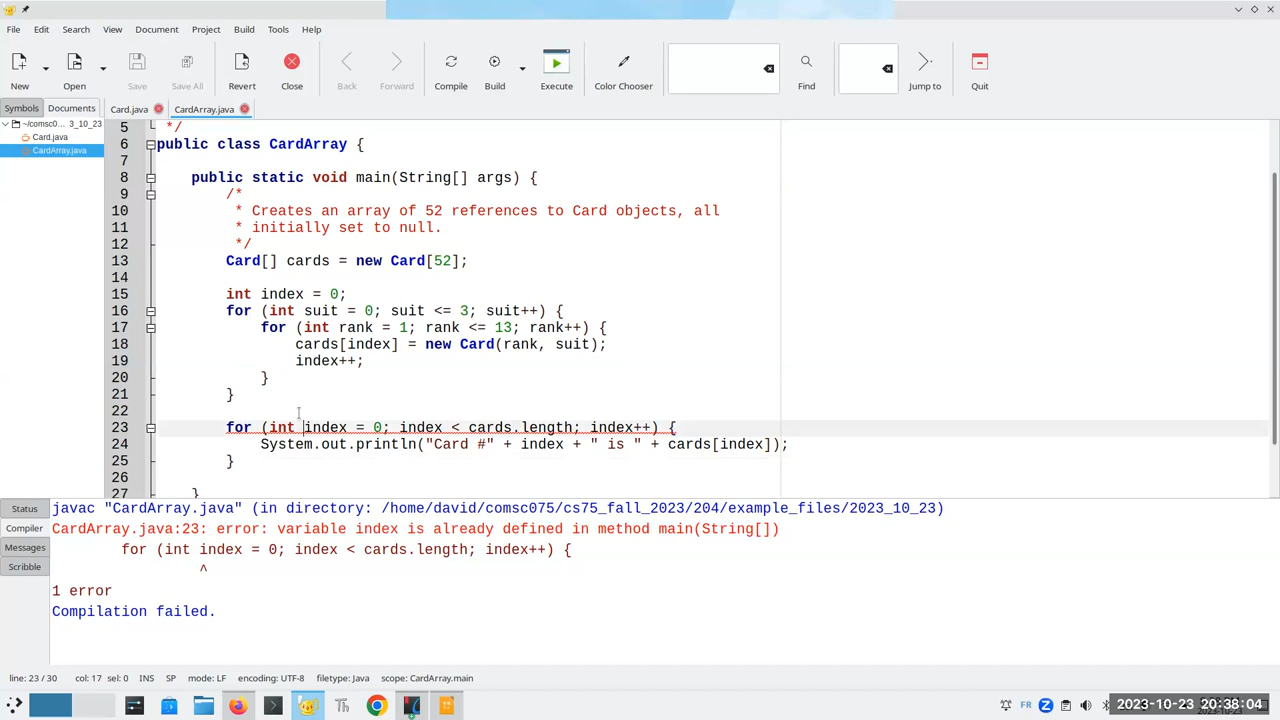 File Edit Search View Document Project Build Tools Help
New Open Save Save All Revert Close Back Forward Compile Build Execute Color Chooser Find Jump to Quit
Symbols Documents Card.java CardArray.java
~/comsc0... 3_10_23
Card.java
CardArray.java
5 */
6 public class CardArray {
7
8 public static void main(String[] args) {
9 /*
10 * Creates an array of 52 references to Card objects, all
11 * initially set to null.
12 */
13 Card[] cards = new Card[52];
14
15 int index = 0;
16 for (int suit = 0; suit <= 3; suit++) {
17 for (int rank = 1; rank <= 13; rank++) {
18 cards[index] = new Card(rank, suit);
19 index++;
20 }
21 }
22
23 for (int index = 0; index < cards.length; index++) {
24 System.out.println("Card #" + index + " is " + cards[index]);
25 }
26
27 }
Status
Compiler
Messages
Scribble
javac "CardArray.java" (in directory: /home/david/comsc075/cs75_fall_2023/204/example_files/2023_10_23)
CardArray.java:23: error: variable index is already defined in method main(String[])
for (int index = 0; index < cards.length; index++) {
^
1 error
Compilation failed.
line: 23 / 30 col: 17 sel: 0 INS SP mode: LF encoding: UTF-8 filetype: Java scope: CardArray.main
FR 2023-10-23 20:38:04